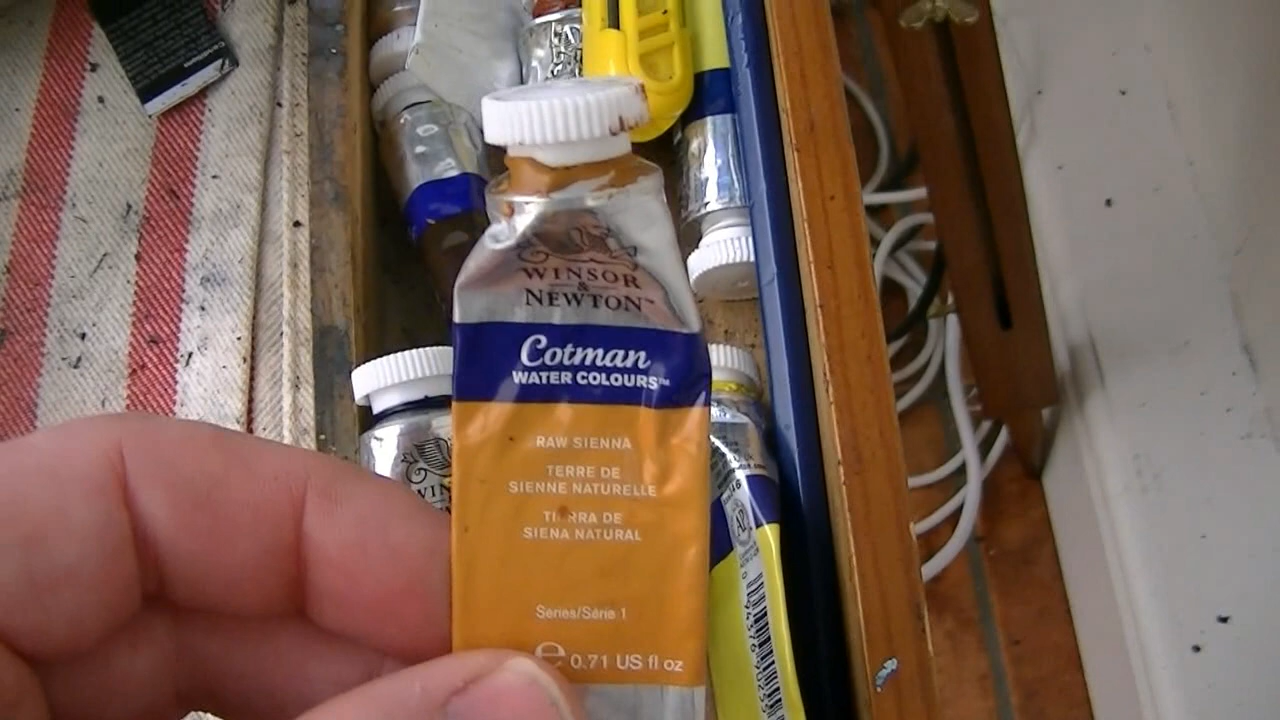 WINSOR
&
NEWTON™
Cotman
WATER COLOURS™
RAW SIENNA
TERRE DE
SIENNE NATURELLE
TIERRA DE
SIENA NATURAL
Series/Série 1
e 0.71 US fl oz